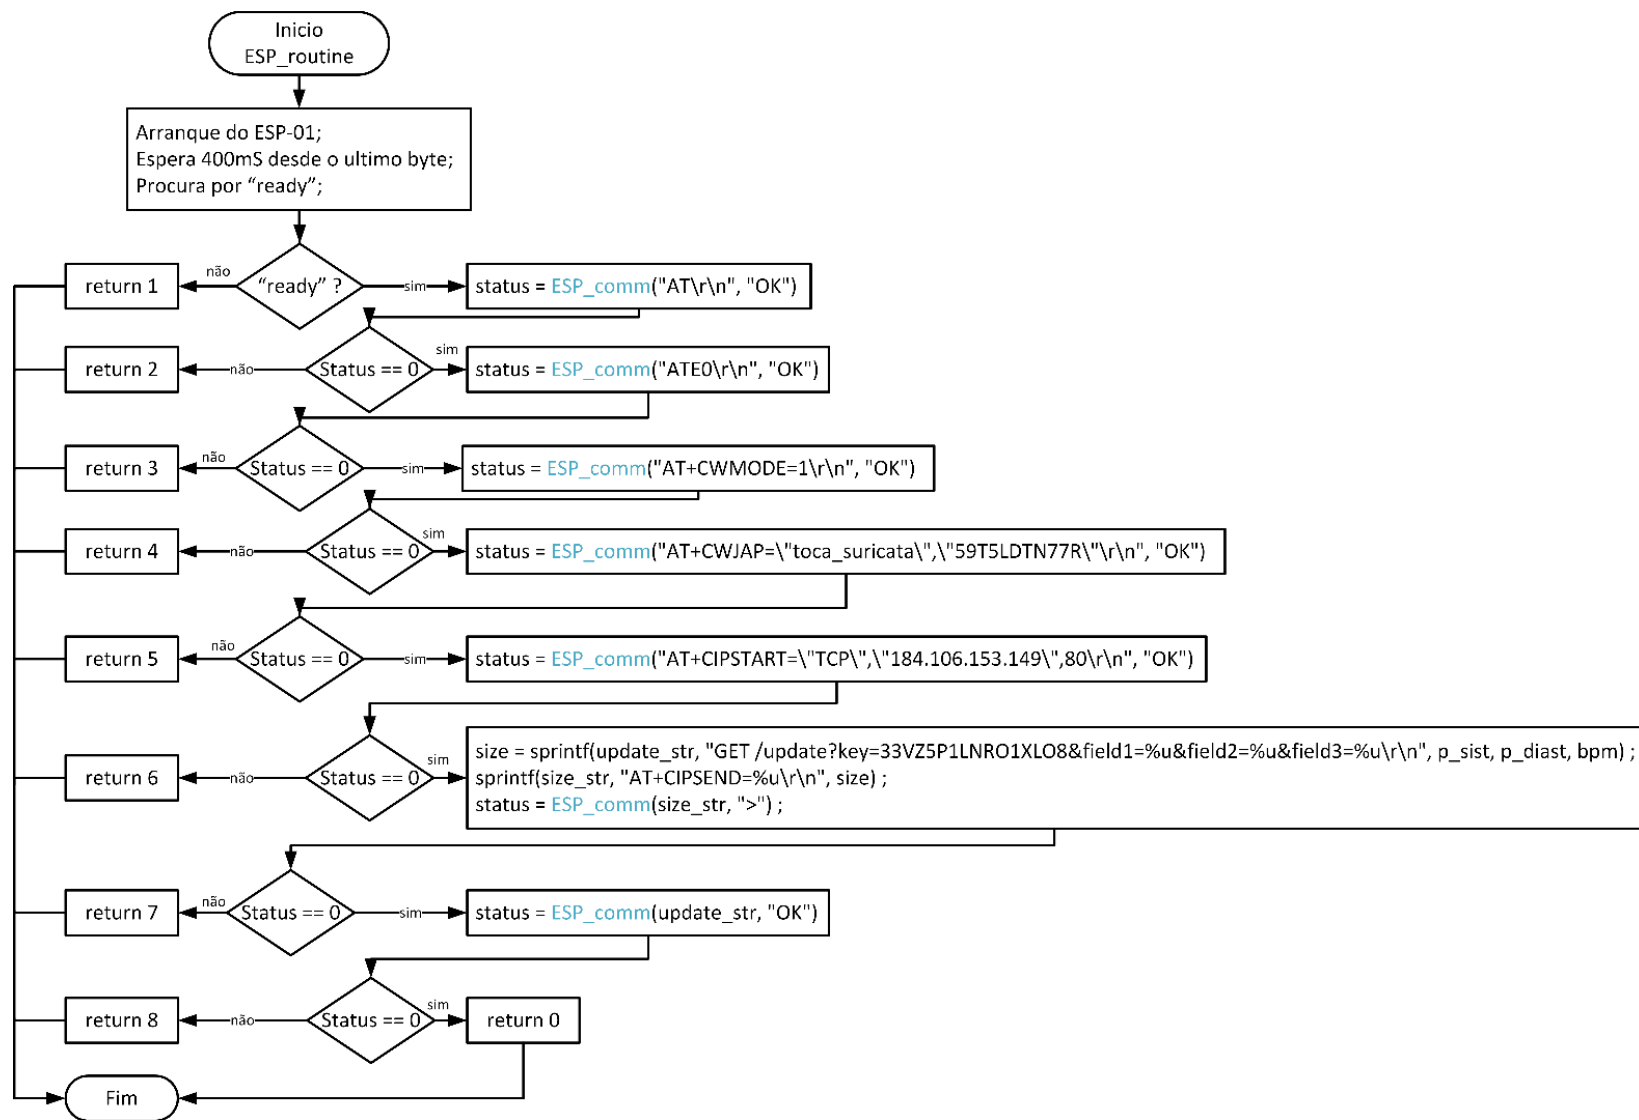 Inicio
ESP_routine
Arranque do ESP-01;
Espera 400mS desde o ultimo byte;
Procura por “ready”;
return 1
não
“ready” ?
sim
status = ESP_comm("AT\r\n", "OK")
return 2
não
Status == 0
sim
status = ESP_comm("ATE0\r\n", "OK")
return 3
não
Status == 0
sim
status = ESP_comm("AT+CWMODE=1\r\n", "OK")
return 4
não
Status == 0
sim
status = ESP_comm("AT+CWJAP=\"toca_suricata\",\"59T5LDTN77R\"\r\n", "OK")
return 5
não
Status == 0
sim
status = ESP_comm("AT+CIPSTART=\"TCP\",\"184.106.153.149\",80\r\n", "OK")
return 6
não
Status == 0
sim
size = sprintf(update_str, "GET /update?key=33VZ5P1LNRO1XLO8&field1=%u&field2=%u&field3=%u\r\n", p_sist, p_diast, bpm) ;
sprintf(size_str, "AT+CIPSEND=%u\r\n", size) ;
status = ESP_comm(size_str, ">") ;
return 7
não
Status == 0
sim
status = ESP_comm(update_str, "OK")
return 8
não
Status == 0
sim
return 0
Fim